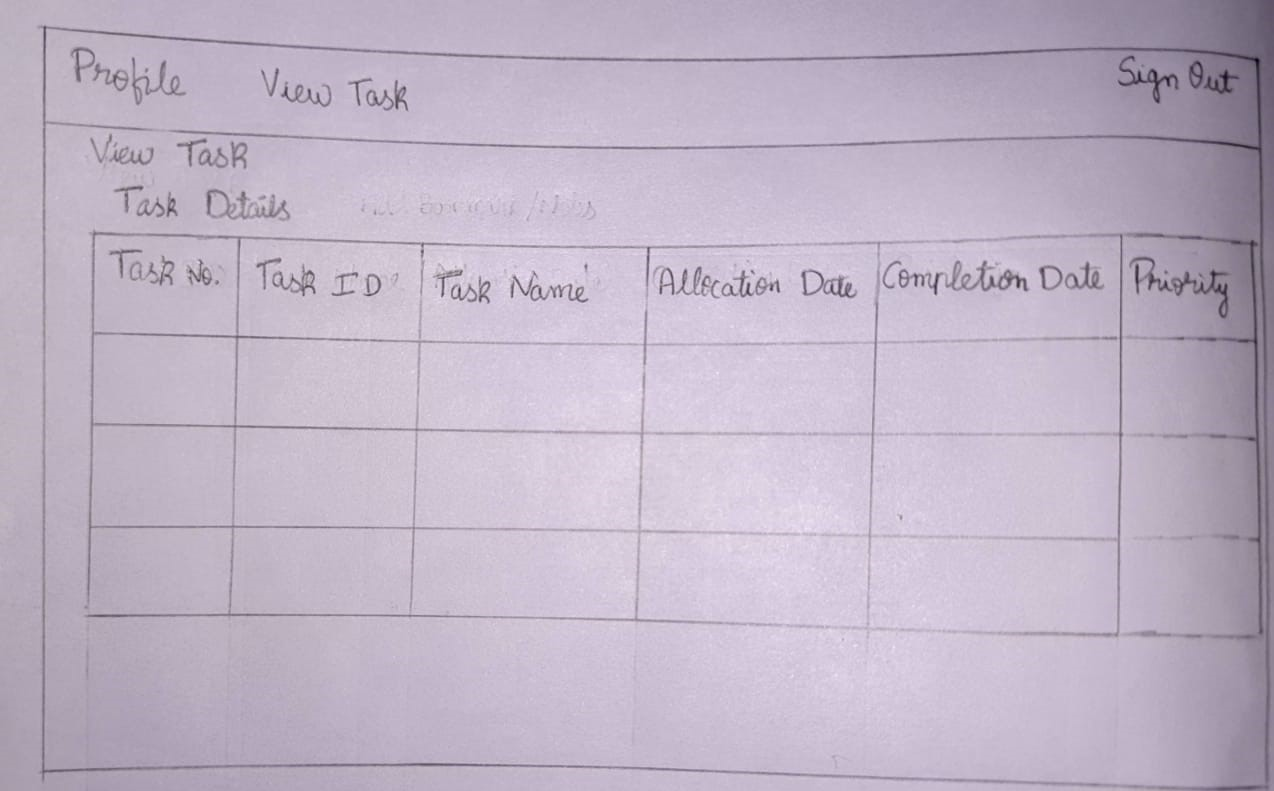 Profile View Task Sign Out
View Task
Task Details
Task No. Task ID Task Name Allocation Date Completion Date Priority